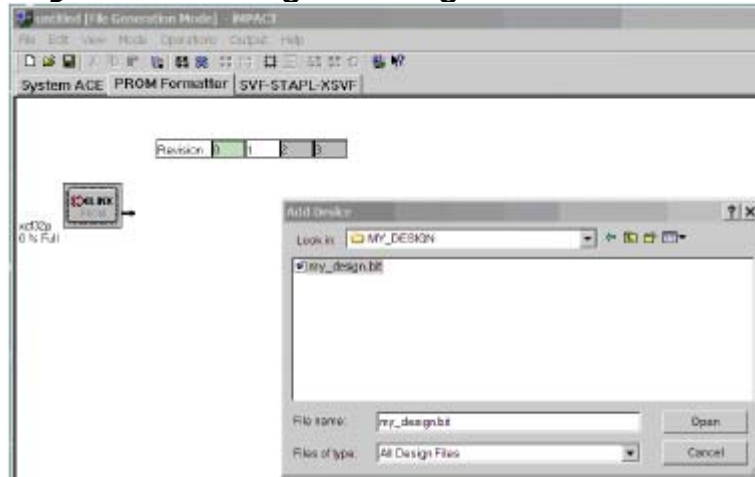 untitled [File Generation Mode] - iMPACT
File Edit View Mode Operations Output Help
System ACE PROM Formatter SVF-STAPL-XSVF
Revision 0 1 2 3
XILINX
PROM
xcf32p
0 % Full
Add Device
Look in: MY_DESIGN
my_design.bit
File name: my_design.bit Open
Files of type: All Design Files Cancel